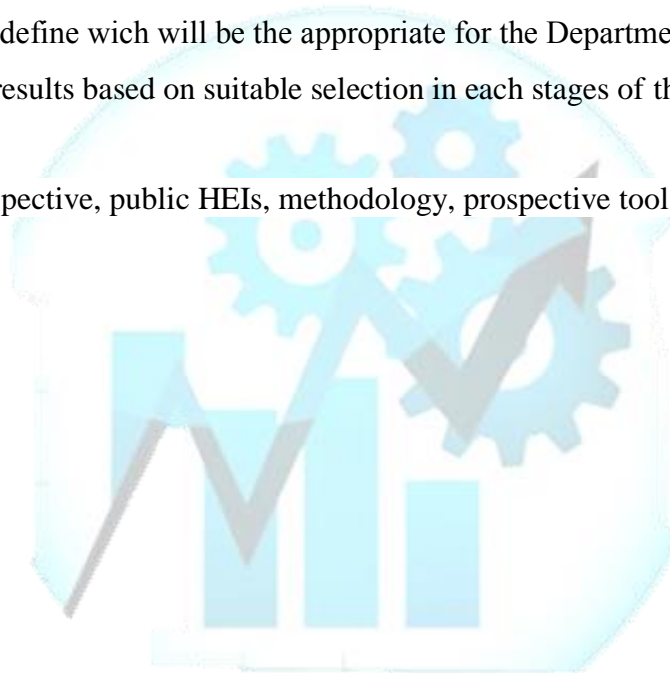 define wich will be the appropriate for the Departme
results based on suitable selection in each stages of th
pective, public HEIs, methodology, prospective tool